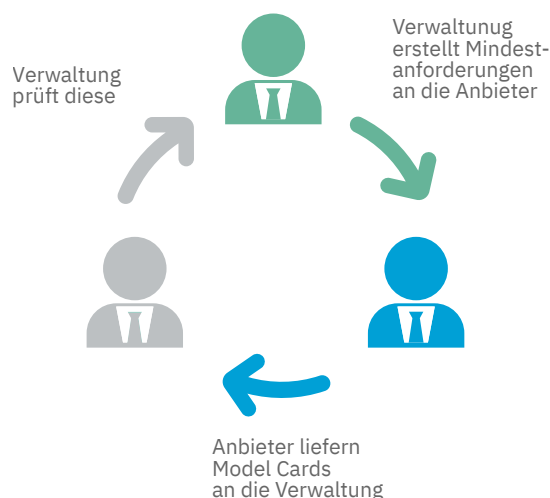 Verwaltunug
erstellt Mindest-
anforderungen
an die Anbieter
Verwaltung
prüft diese
Anbieter liefern
Model Cards
an die Verwaltung